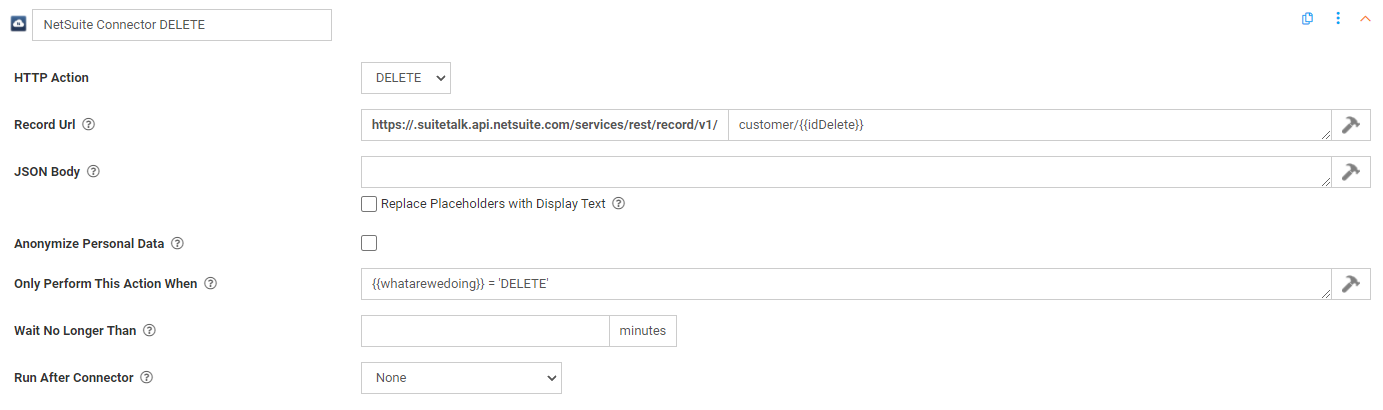 NetSuite Connector DELETE
HTTP Action DELETE
Record Url https://.suitetalk.api.netsuite.com/services/rest/record/v1/ customer/{{idDelete}}
JSON Body
Replace Placeholders with Display Text
Anonymize Personal Data
Only Perform This Action When {{whatarewedoing}} = 'DELETE'
Wait No Longer Than minutes
Run After Connector None